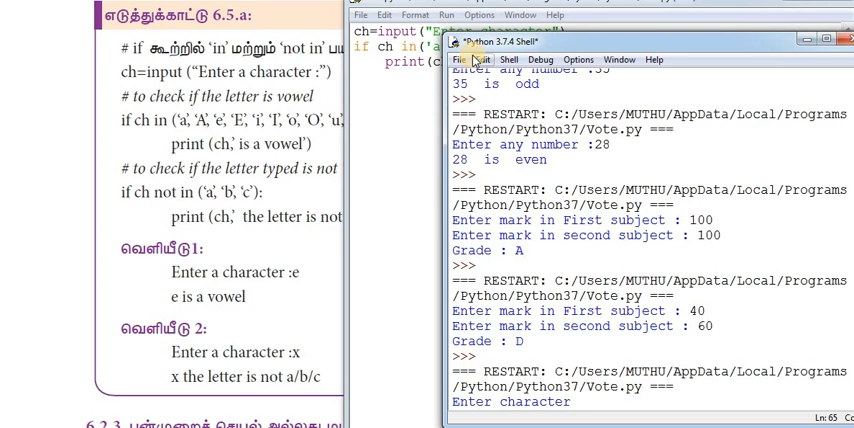 எடுத்துக்காட்டு 6.5.a:
# if கூற்றில் 'in' மற்றும் 'not in'
ch=input (“Enter a character :”)
# to check if the letter is vowel
if ch in (‘a’, ‘A’, ‘e’, ‘E’, ‘i’, ‘I’, ‘o’, ‘O’, ‘u’,
print (ch,’ is a vowel’)
# to check if the letter typed is not
if ch not in (‘a’, ‘b’, ‘c’):
print (ch,’ the letter is not
வெளியீடு1:
Enter a character :e
e is a vowel
வெளியீடு 2:
Enter a character :x
x the letter is not a/b/c
File Edit Format Run Options Window Help
ch=input("Enter character")
if ch in('a
print(c
*Python 3.7.4 Shell*
File Edit Shell Debug Options Window Help
Enter any number :35
35 is odd
>>>
=== RESTART: C:/Users/MUTHU/AppData/Local/Programs
/Python/Python37/Vote.py ===
Enter any number :28
28 is even
>>>
=== RESTART: C:/Users/MUTHU/AppData/Local/Programs
/Python/Python37/Vote.py ===
Enter mark in First subject : 100
Enter mark in second subject : 100
Grade : A
>>>
=== RESTART: C:/Users/MUTHU/AppData/Local/Programs
/Python/Python37/Vote.py ===
Enter mark in First subject : 40
Enter mark in second subject : 60
Grade : D
>>>
=== RESTART: C:/Users/MUTHU/AppData/Local/Programs
/Python/Python37/Vote.py ===
Enter character
Ln: 65